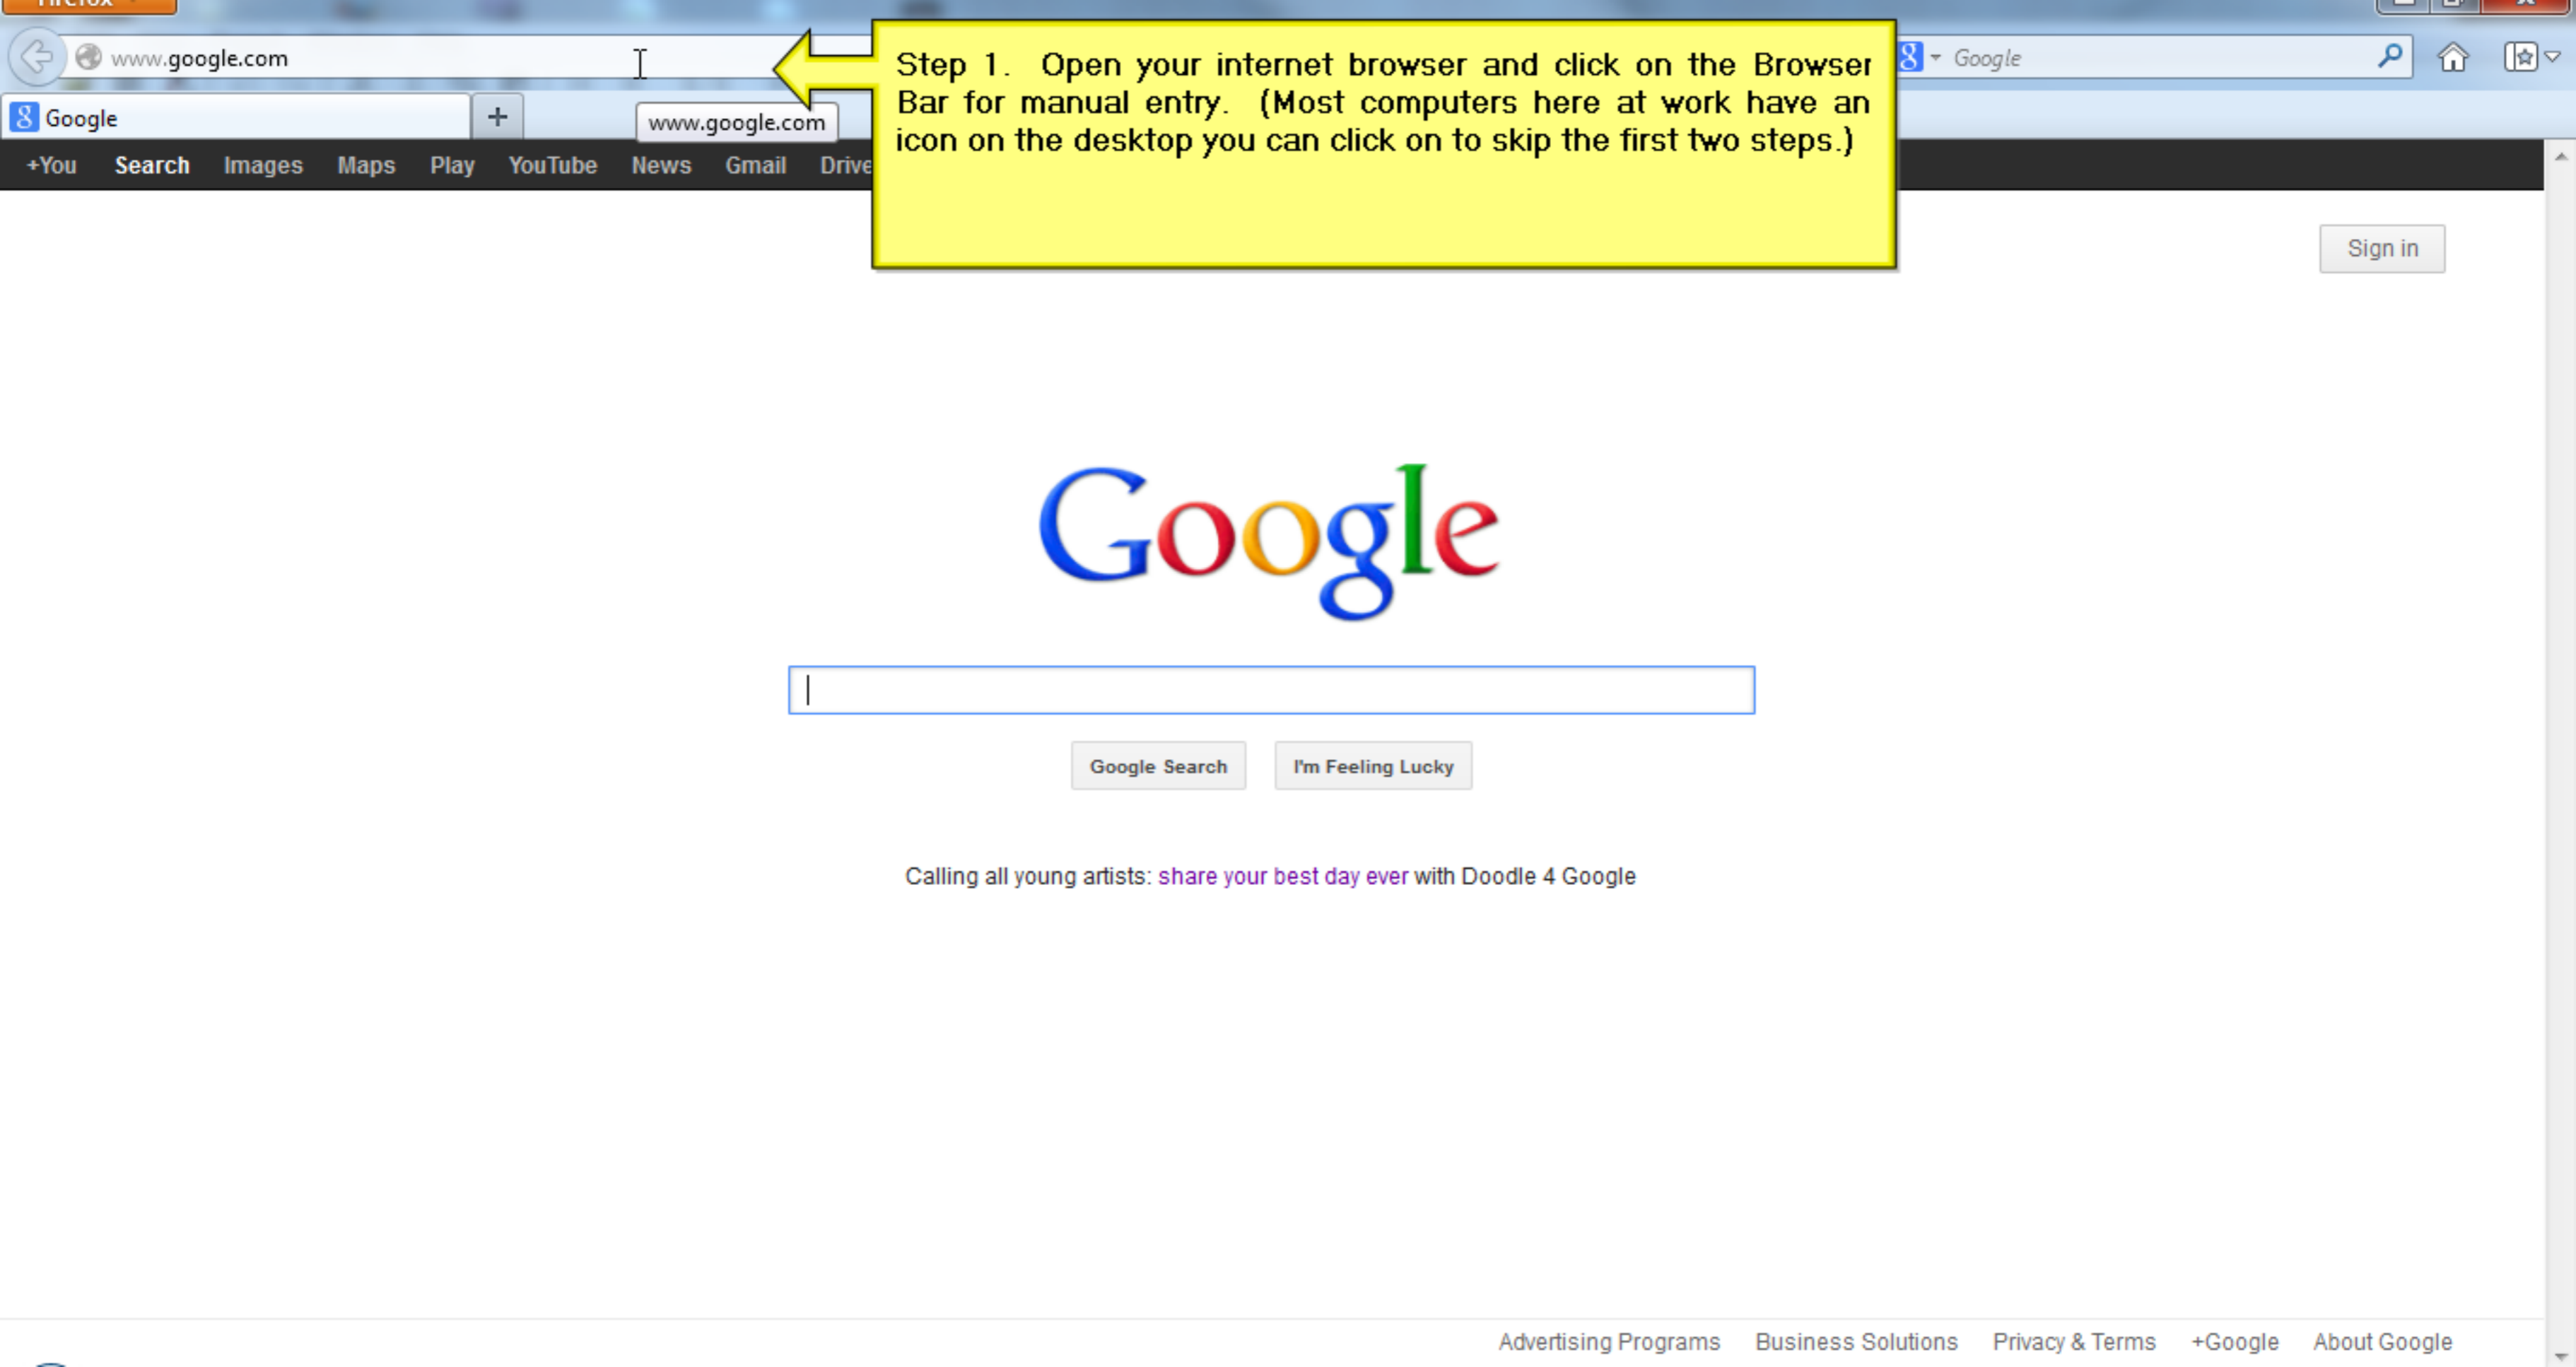 Firefox
www.google.com
Step 1. Open your internet browser and click on the Browser
Bar for manual entry. (Most computers here at work have an
icon on the desktop you can click on to skip the first two steps.)
8 Google
8 Google
+
www.google.com
+You Search Images Maps Play YouTube News Gmail Drive
Sign in
Google
Google Search I'm Feeling Lucky
Calling all young artists: share your best day ever with Doodle 4 Google
Advertising Programs Business Solutions Privacy & Terms +Google About Google